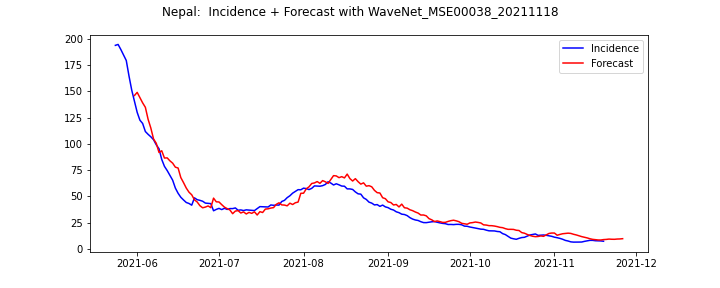 Nepal:  Incidence + Forecast with WaveNet_MSE00038_20211118
Incidence
Forecast
200
175
150
125
100
75
50
25
0
2021-06 2021-07 2021-08 2021-09 2021-10 2021-11 2021-12